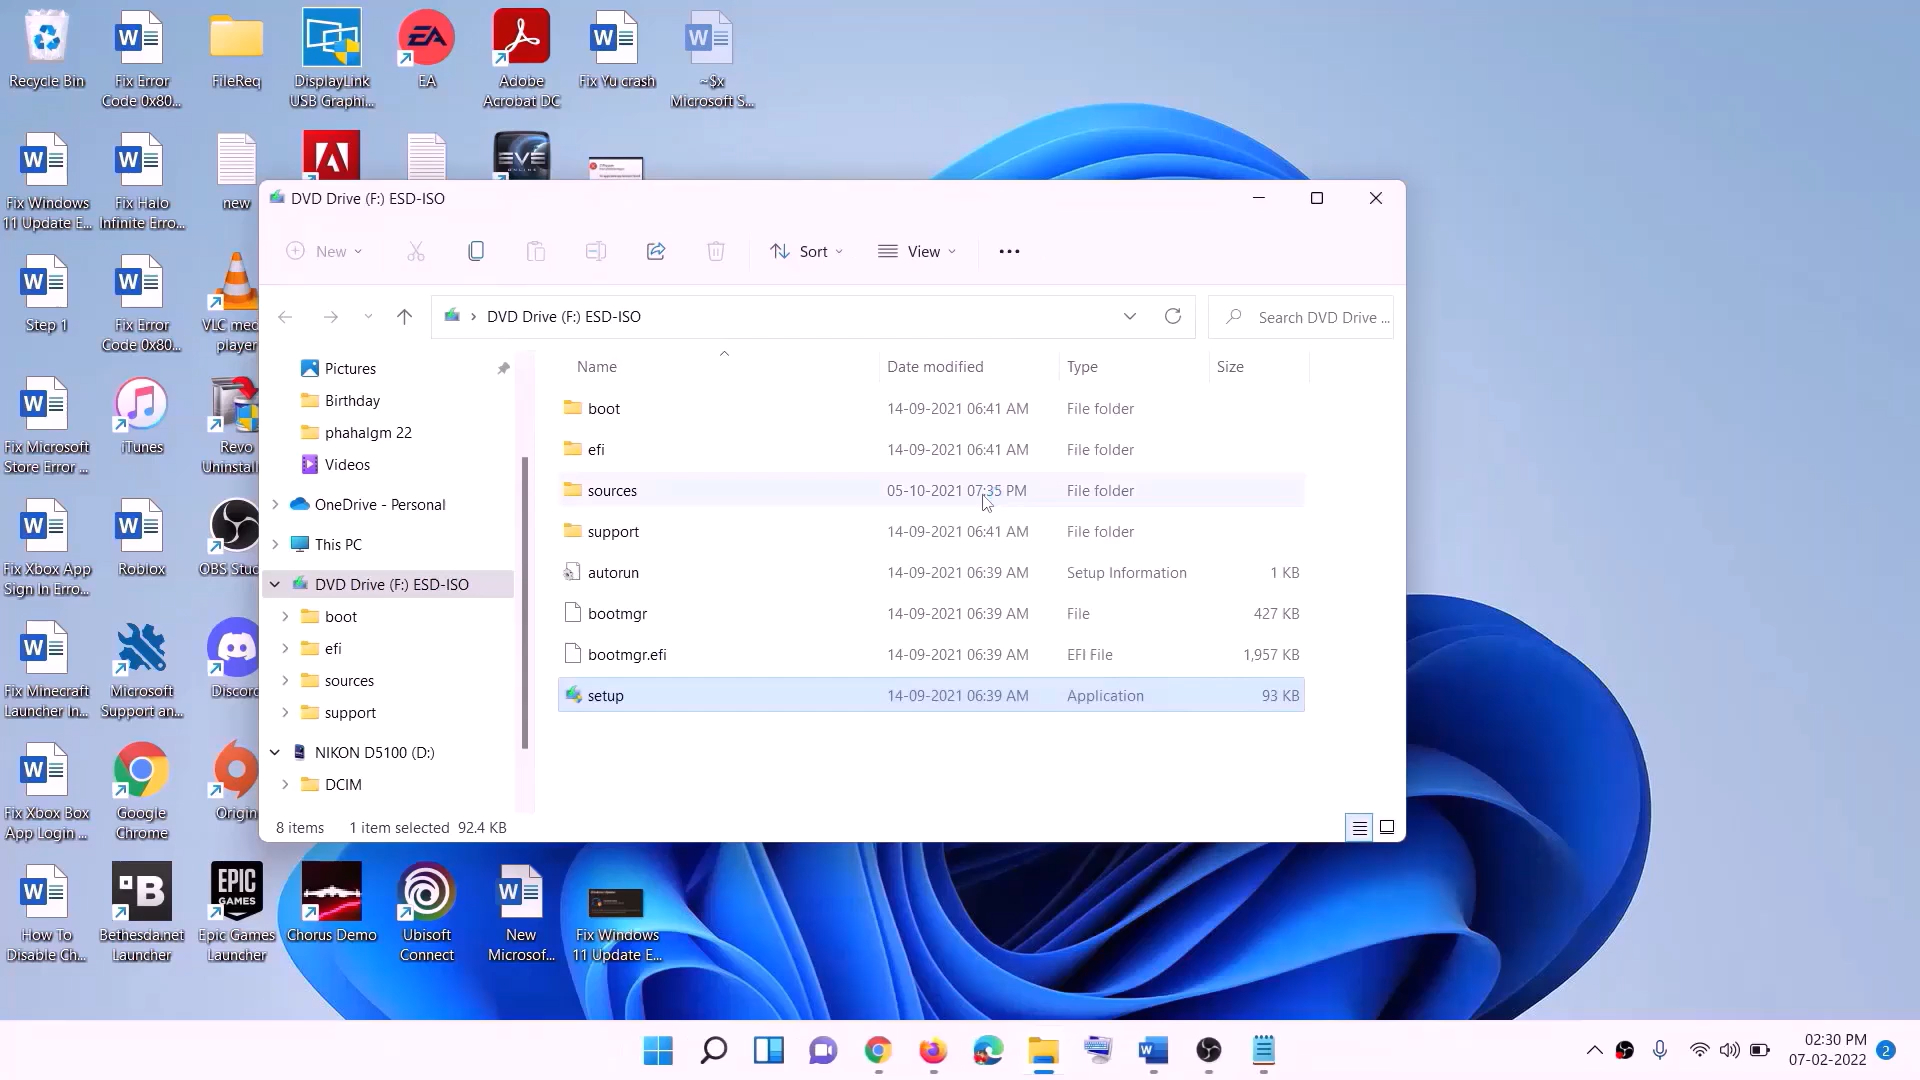 Recycle Bin
Fix Error
Code 0x80...
FileReq
DisplayLink
USB Graphi...
EA
EA
Adobe
Acrobat DC
Fix Yu crash
~$x
Microsoft S...
Fix Windows
11 Update E...
Fix Halo
Infinite Erro...
new
EVE
ONLINE
Step 1
Fix Error
Code 0x80...
VLC med
player
Fix Microsoft
Store Error ...
iTunes
Revo
Uninstall
Fix Xbox App
Sign In Erro...
Roblox
OBS Stud
Fix Minecraft
Launcher In...
Microsoft
Support an...
Discord
Fix Xbox Box
App Login ...
Google
Chrome
Origin
How To
Disable Ch...
Bethesda.net
Launcher
EPIC
GAMES
Epic Games
Launcher
Chorus Demo
Ubisoft
Connect
New
Microsof...
Fix Windows
11 Update E...
DVD Drive (F:) ESD-ISO
New
Sort
View
DVD Drive (F:) ESD-ISO
Search DVD Drive ...
Pictures
Birthday
phahalgm 22
Videos
OneDrive - Personal
This PC
DVD Drive (F:) ESD-ISO
boot
efi
sources
support
NIKON D5100 (D:)
DCIM
Name Date modified Type Size
boot 14-09-2021 06:41 AM File folder
efi 14-09-2021 06:41 AM File folder
sources 05-10-2021 07:35 PM File folder
support 14-09-2021 06:41 AM File folder
autorun 14-09-2021 06:39 AM Setup Information 1 KB
bootmgr 14-09-2021 06:39 AM File 427 KB
bootmgr.efi 14-09-2021 06:39 AM EFI File 1,957 KB
setup 14-09-2021 06:39 AM Application 93 KB
8 items 1 item selected 92.4 KB
02:30 PM
07-02-2022
2